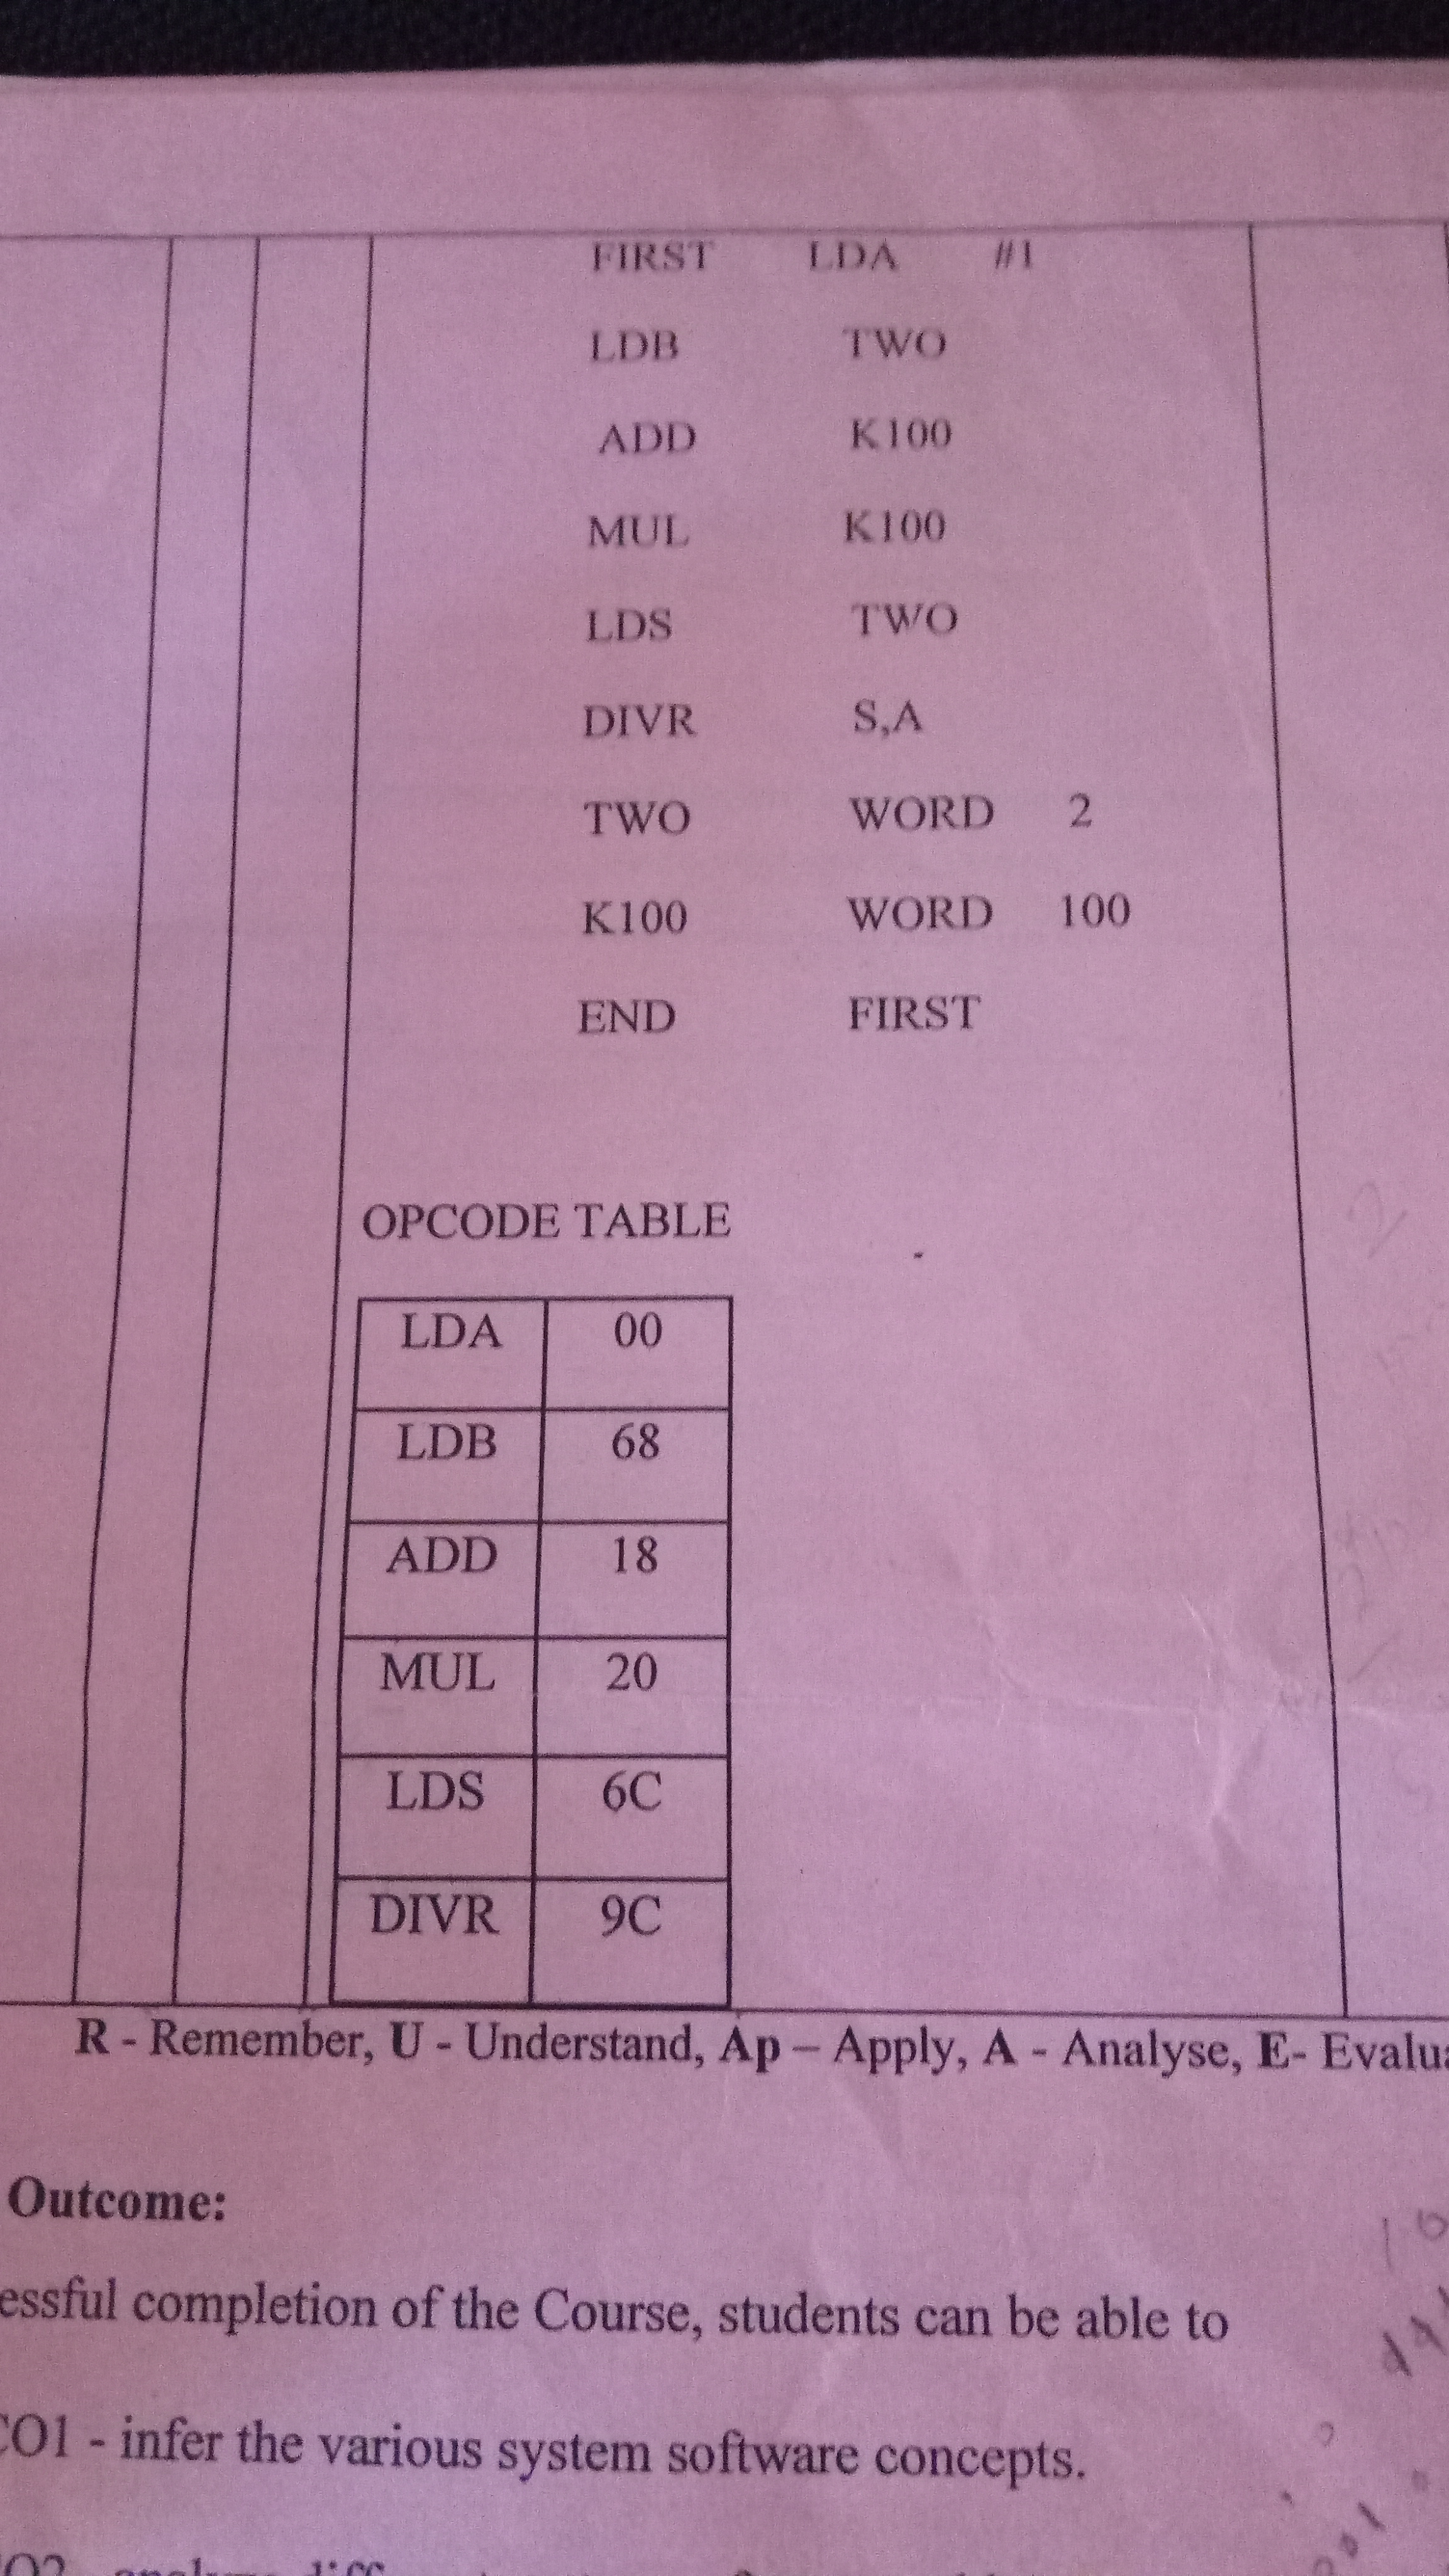 FIRST LDA #1
LDB TWO
ADD K100
MUL K100
LDS TWO
DIVR S,A
TWO WORD 2
K100 WORD 100
END FIRST
OPCODE TABLE
LDA 00
LDB 68
ADD 18
MUL 20
LDS 6C
DIVR 9C
R - Remember, U - Understand, Ap – Apply, A - Analyse, E- Evalua
Outcome:
essful completion of the Course, students can be able to
CO1 - infer the various system software concepts.